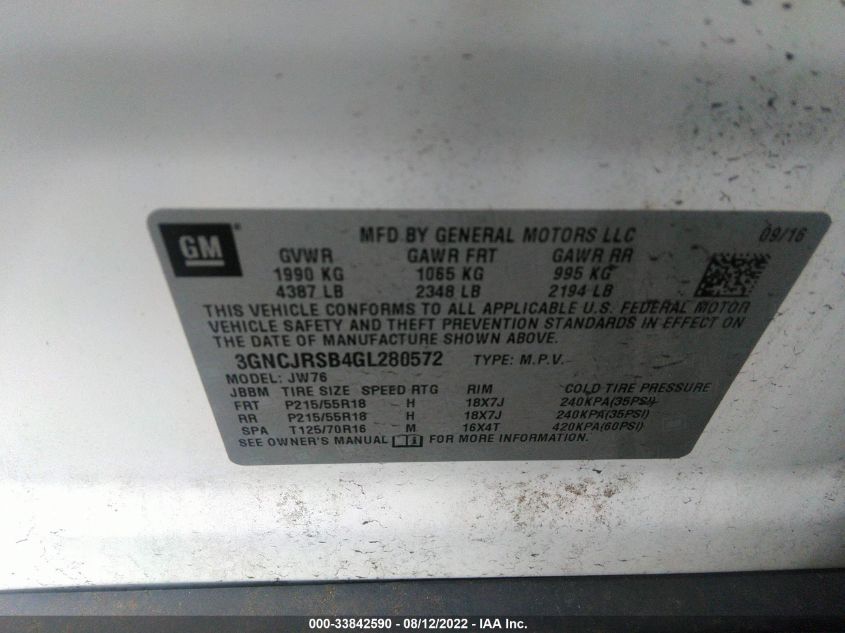 GM ®
MFD BY GENERAL MOTORS LLC 09/16
GVWR GAWR FRT GAWR RR
1990 KG 1065 KG 995 KG
4387 LB 2348 LB 2194 LB
THIS VEHICLE CONFORMS TO ALL APPLICABLE U.S. FEDERAL MOTOR
VEHICLE SAFETY AND THEFT PREVENTION STANDARDS IN EFFECT ON
THE DATE OF MANUFACTURE SHOWN ABOVE.
3GNCJRSB4GL280572 TYPE: M.P.V.
MODEL: JW76
JBBM TIRE SIZE SPEED RTG RIM COLD TIRE PRESSURE
FRT P215/55R18 H 18X7J 240KPA(35PSI)
RR P215/55R18 H 18X7J 240KPA(35PSI)
SPA T125/70R16 M 16X4T 420KPA(60PSI)
SEE OWNER'S MANUAL FOR MORE INFORMATION.
000-33842590 - 08/12/2022 - IAA Inc.